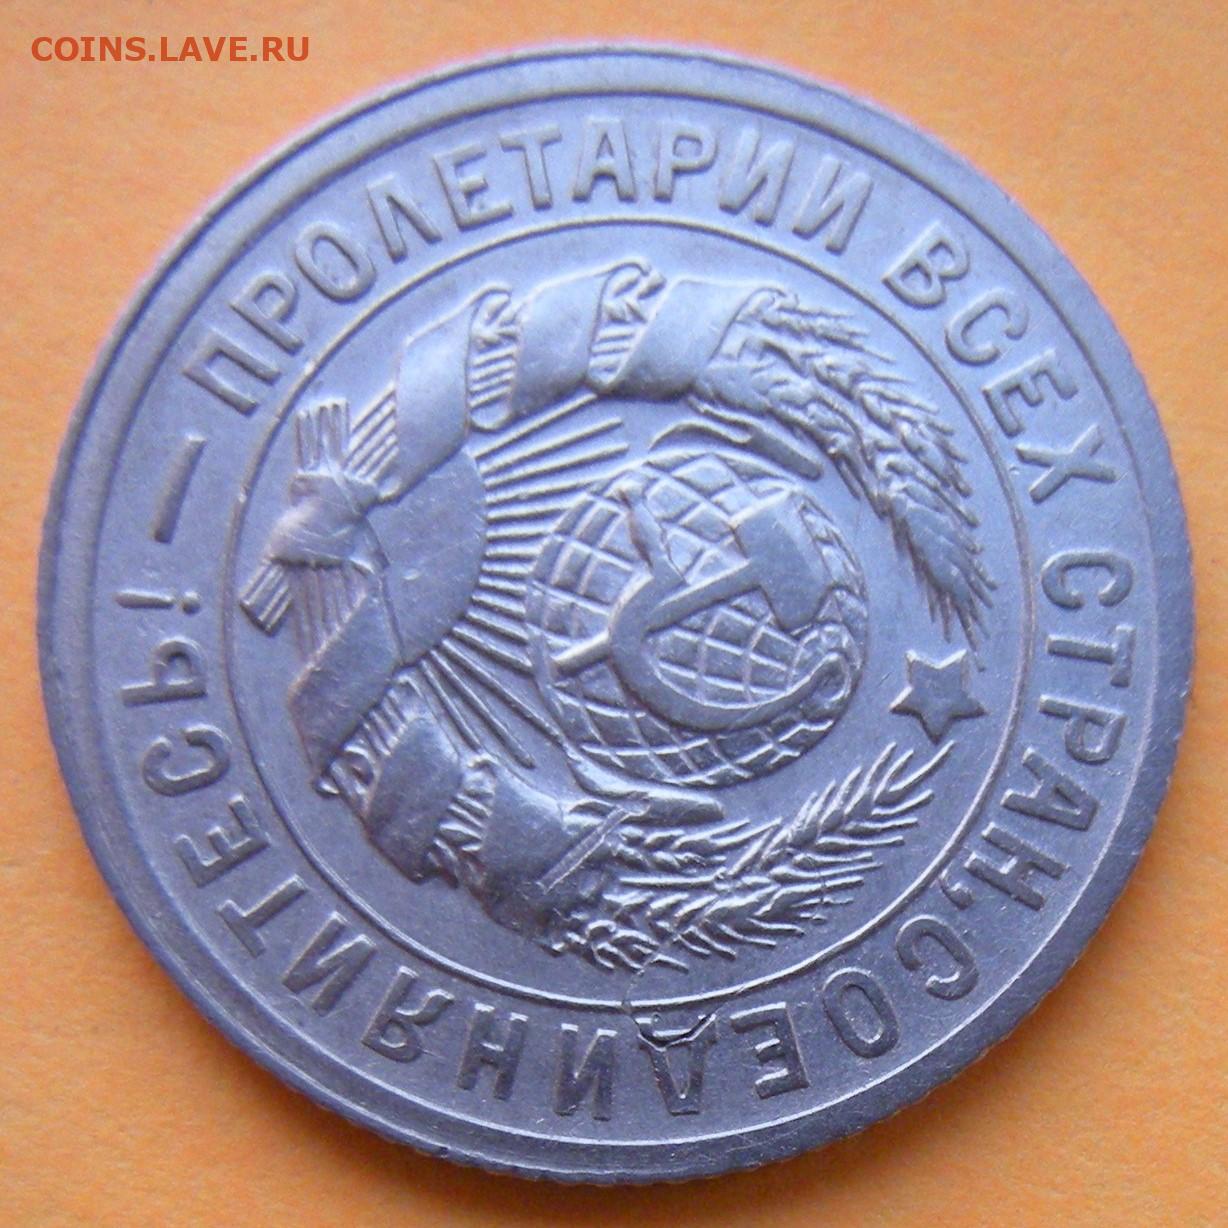 COINS.LAVE.RU
ПРОЛЕТАРИИ ВСЕХ СТРАН, СОЕДИНЯЙТЕСЬ! —